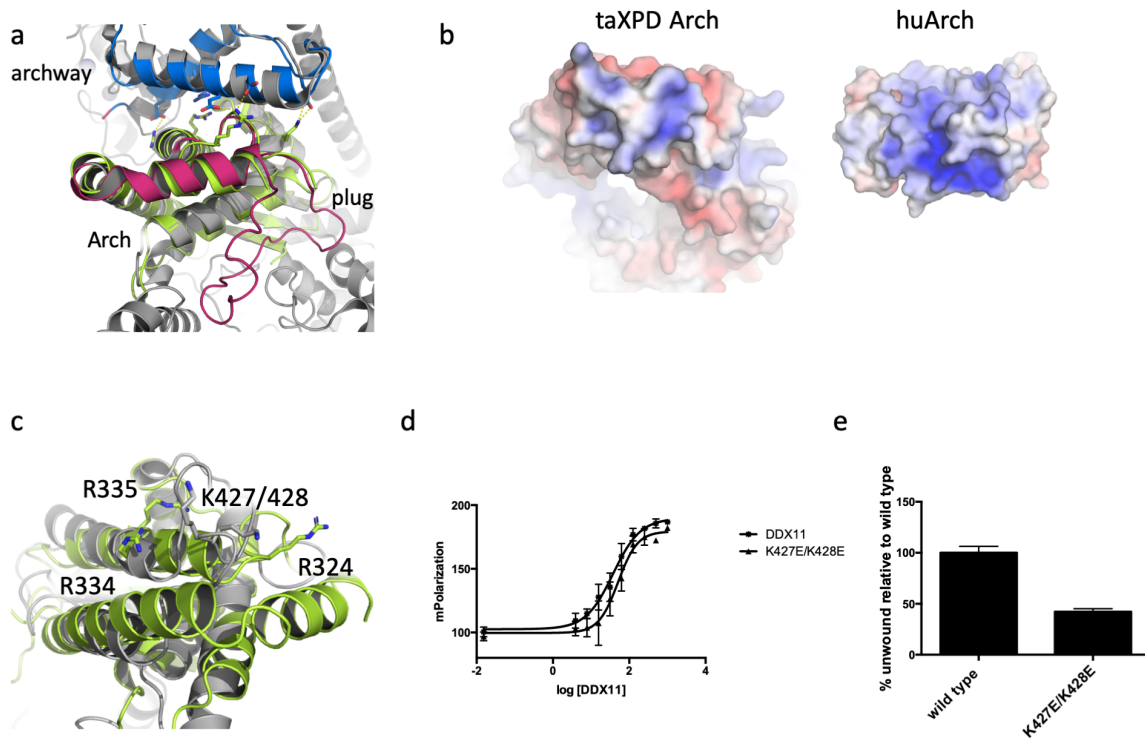 a
archway
Arch
plug
b
taXPD Arch
huArch
c
R335
K427/428
R334
R324
d
mPolarization
200
150
100
-2
0
2
4
log [DDX11]
DDX11
K427E/K428E
e
% unwound relative to wild type
150
100
50
0
wild type
K427E/K428E